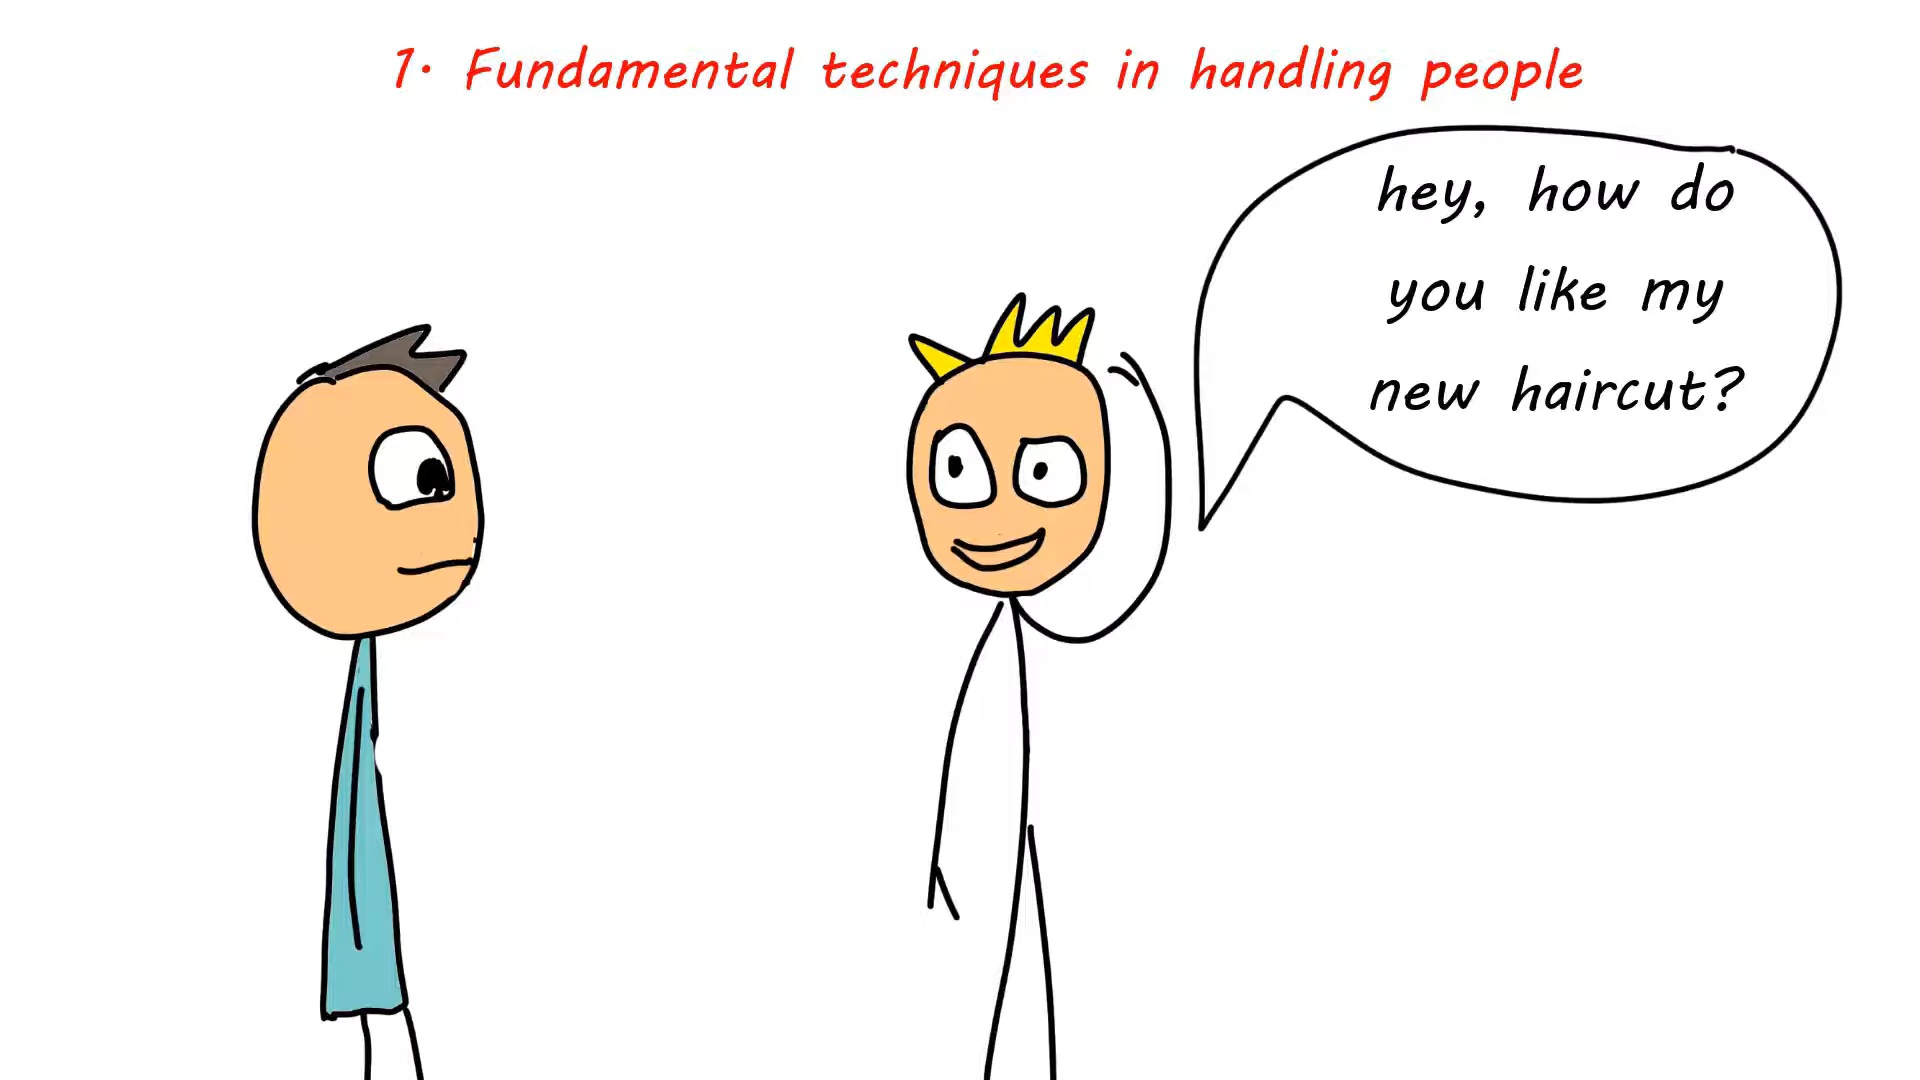 1. Fundamental techniques in handling people
hey, how do
you like my
new haircut?